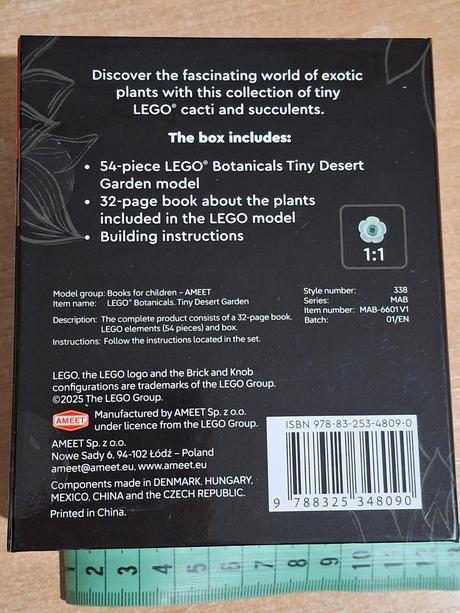 Discover the fascinating world of exotic
plants with this collection of tiny
LEGO® cacti and succulents.
The box includes:
• 54-piece LEGO® Botanicals Tiny Desert
Garden model
• 32-page book about the plants
included in the LEGO model
• Building instructions
1:1
Model group: Books for children – AMEET
Item name: LEGO® Botanicals. Tiny Desert Garden
Description: The complete product consists of a 32-page book.
LEGO elements (54 pieces) and box.
Instructions: Follow the instructions located in the set.
Style number: 338
Series: MAB
Item number: MAB-6601 V1
Batch: 01/EN
LEGO, the LEGO logo and the Brick and Knob
configurations are trademarks of the LEGO Group.
©2025 The LEGO Group.
AMEET
Manufactured by AMEET Sp. z o.o.
under licence from the LEGO Group.
AMEET Sp. z o.o.
Nowe Sady 6, 94-102 Łódź – Poland
ameet@ameet.eu, www.ameet.eu
Components made in DENMARK, HUNGARY,
MEXICO, CHINA and the CZECH REPUBLIC.
Printed in China.
ISBN 978-83-253-4809-0
9 788325 348090
2 3 4 5 6 7 8 9 10 11 12